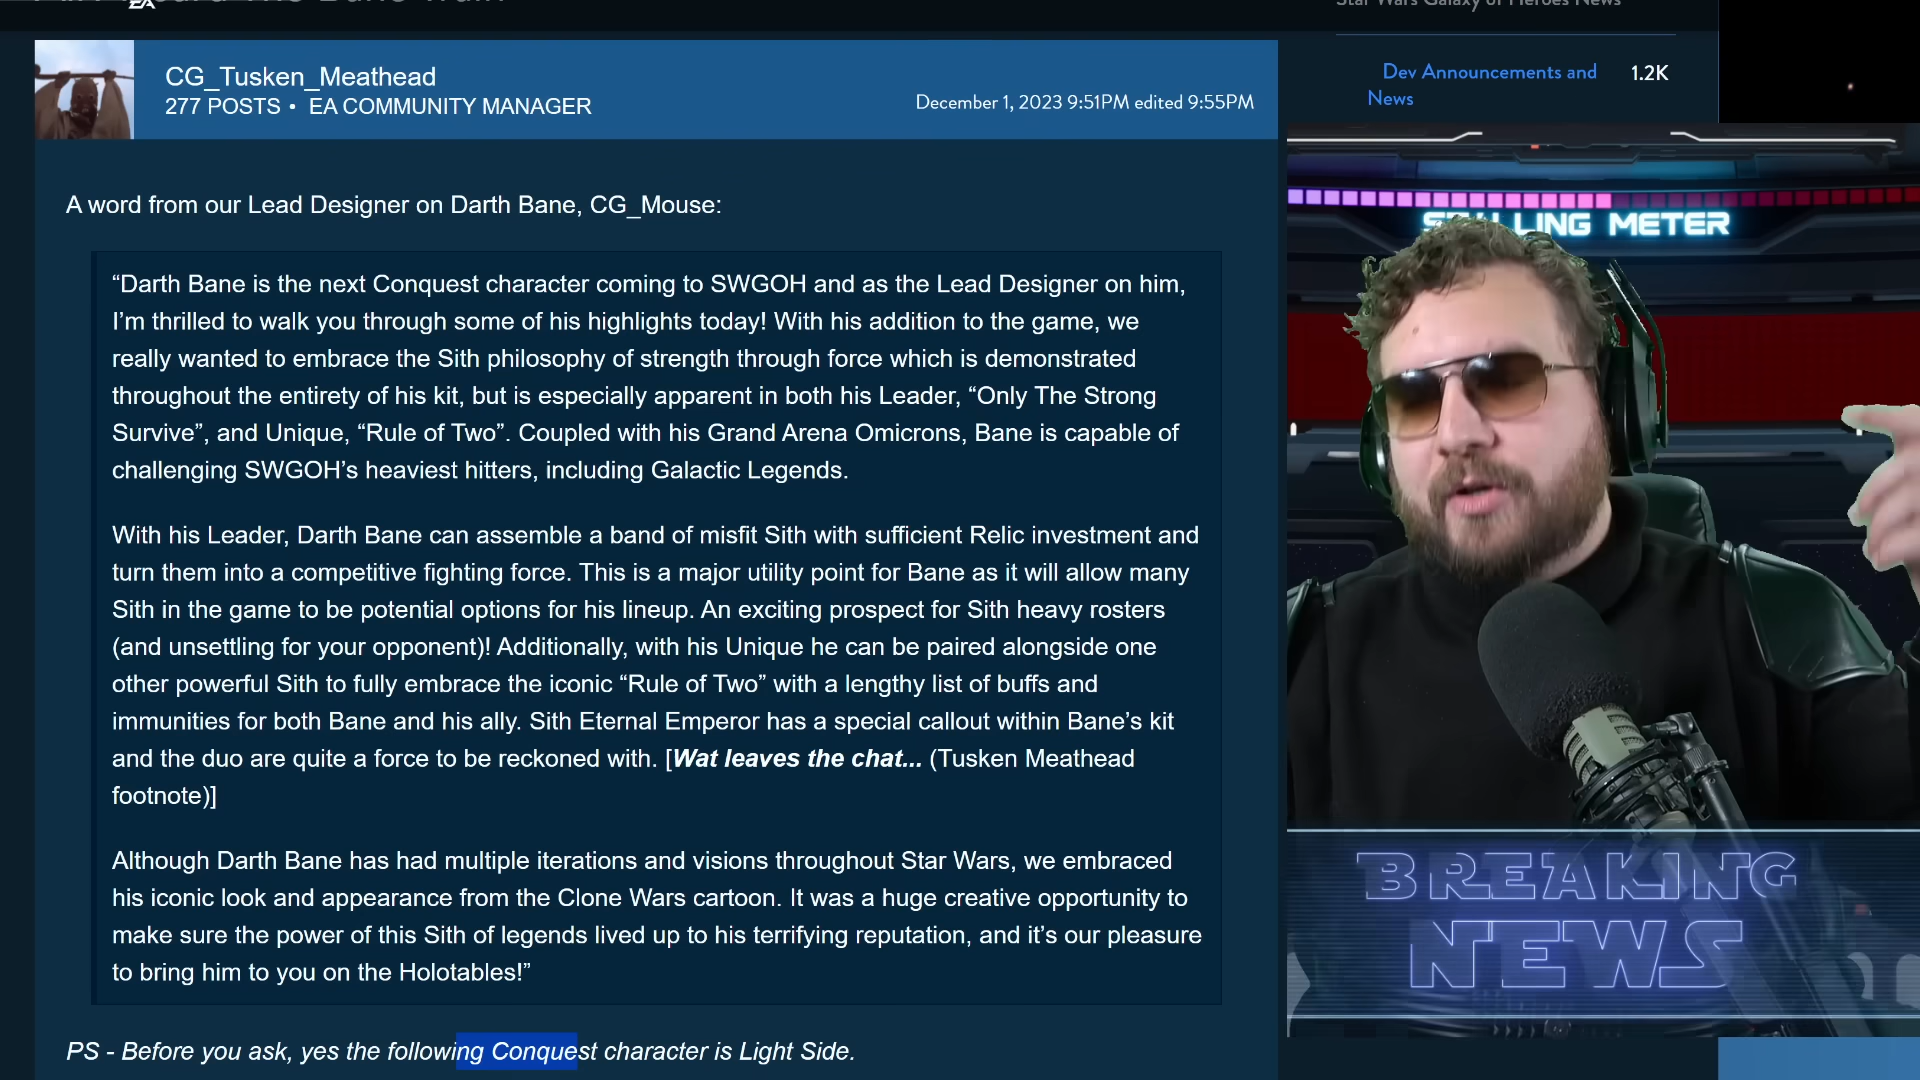 EA
Star Wars Galaxy of Heroes News
CG_Tusken_Meathead
277 POSTS • EA COMMUNITY MANAGER
December 1, 2023 9:51PM edited 9:55PM
Dev Announcements and
News
1.2K
A word from our Lead Designer on Darth Bane, CG_Mouse:
“Darth Bane is the next Conquest character coming to SWGOH and as the Lead Designer on him,
I’m thrilled to walk you through some of his highlights today! With his addition to the game, we
really wanted to embrace the Sith philosophy of strength through force which is demonstrated
throughout the entirety of his kit, but is especially apparent in both his Leader, “Only The Strong
Survive”, and Unique, “Rule of Two”. Coupled with his Grand Arena Omicrons, Bane is capable of
challenging SWGOH’s heaviest hitters, including Galactic Legends.
With his Leader, Darth Bane can assemble a band of misfit Sith with sufficient Relic investment and
turn them into a competitive fighting force. This is a major utility point for Bane as it will allow many
Sith in the game to be potential options for his lineup. An exciting prospect for Sith heavy rosters
(and unsettling for your opponent)! Additionally, with his Unique he can be paired alongside one
other powerful Sith to fully embrace the iconic “Rule of Two” with a lengthy list of buffs and
immunities for both Bane and his ally. Sith Eternal Emperor has a special callout within Bane’s kit
and the duo are quite a force to be reckoned with. [Wat leaves the chat... (Tusken Meathead
footnote)]
Although Darth Bane has had multiple iterations and visions throughout Star Wars, we embraced
his iconic look and appearance from the Clone Wars cartoon. It was a huge creative opportunity to
make sure the power of this Sith of legends lived up to his terrifying reputation, and it’s our pleasure
to bring him to you on the Holotables!”
PS - Before you ask, yes the following Conquest character is Light Side.
METER
BREAKING
NEWS